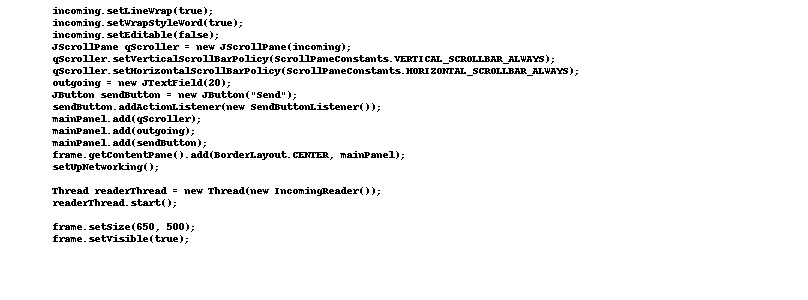 incoming.setLineWrap(true);
incoming.setWrapStyleWord(true);
incoming.setEditable(false);
JScrollPane qScroller = new JScrollPane(incoming);
qScroller.setVerticalScrollBarPolicy(ScrollPaneConstants.VERTICAL_SCROLLBAR_ALWAYS);
qScroller.setHorizontalScrollBarPolicy(ScrollPaneConstants.HORIZONTAL_SCROLLBAR_ALWAYS);
outgoing = new JTextField(20);
JButton sendButton = new JButton("Send");
sendButton.addActionListener(new SendButtonListener());
mainPanel.add(qScroller);
mainPanel.add(outgoing);
mainPanel.add(sendButton);
frame.getContentPane().add(BorderLayout.CENTER, mainPanel);
setUpNetworking();
Thread readerThread = new Thread(new IncomingReader());
readerThread.start();
frame.setSize(650, 500);
frame.setVisible(true);